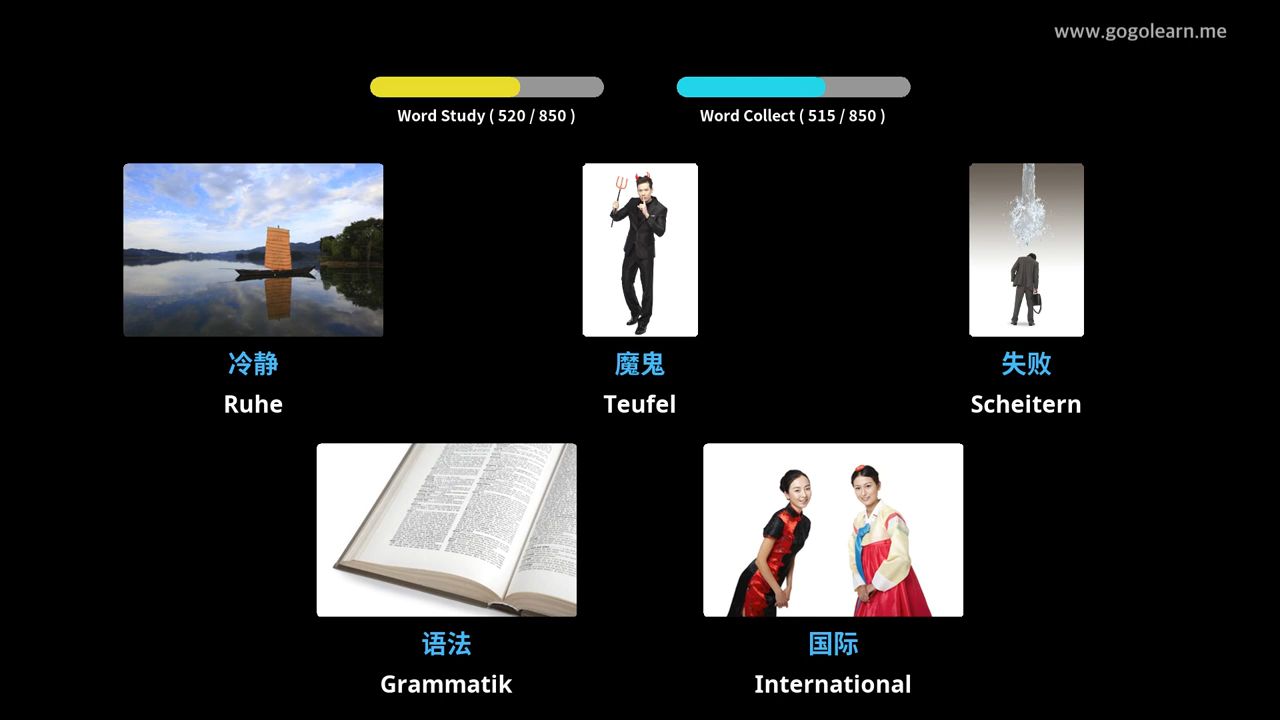 www.gogolearn.me
Word Study ( 520 / 850 )
Word Collect ( 515 / 850 )
冷静
Ruhe
魔鬼
Teufel
失败
Scheitern
语法
Grammatik
国际
International